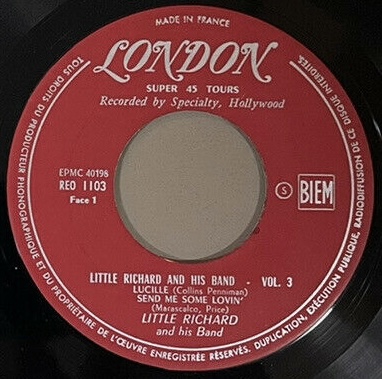 MADE IN FRANCE
LONDON
SUPER 45 TOURS
Recorded by Specialty, Hollywood
EPMC 40198
REO 1103
Face 1
S
BIEM
LITTLE RICHARD AND HIS BAND - VOL. 3
LUCILLE (Collins Penniman)
SEND ME SOME LOVIN'
(Marascalco, Price)
LITTLE RICHARD
and his Band
TOUS DROITS DU PRODUCTEUR PHONOGRAPHIQUE ET DU PROPRIÉTAIRE DE L'ŒUVRE ENREGISTRÉE RÉSERVÉS. DUPLICATION, EXÉCUTION PUBLIQUE, RADIODIFFUSION DE CE DISQUE INTERDITES.